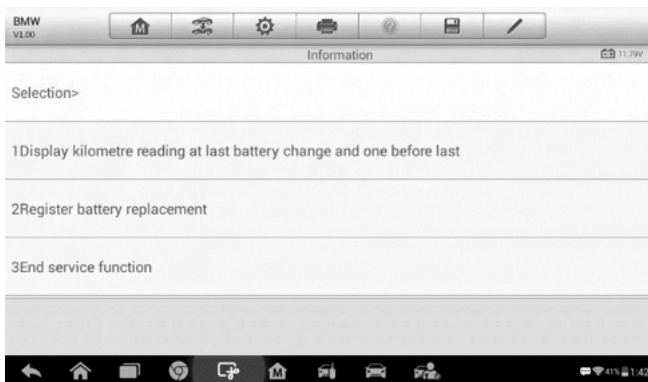 BMW
V1.00
Information
11.79V
Selection>
1Display kilometre reading at last battery change and one before last
2Register battery replacement
3End service function
41% 1:42